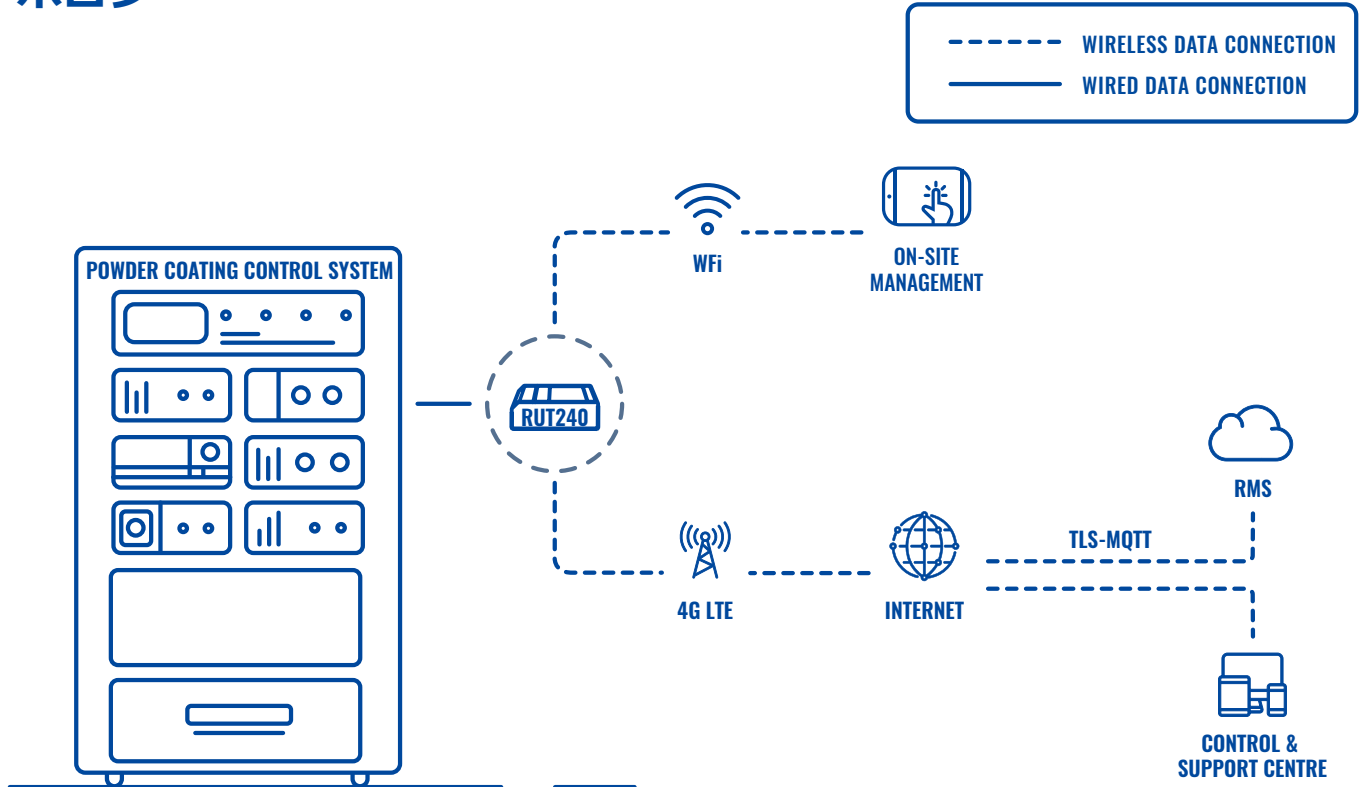 WIRELESS DATA CONNECTION
WIRED DATA CONNECTION
WFi
ON-SITE
MANAGEMENT
POWDER COATING CONTROL SYSTEM
RUT240
RMS
TLS-MQTT
4G LTE
INTERNET
CONTROL &
SUPPORT CENTRE